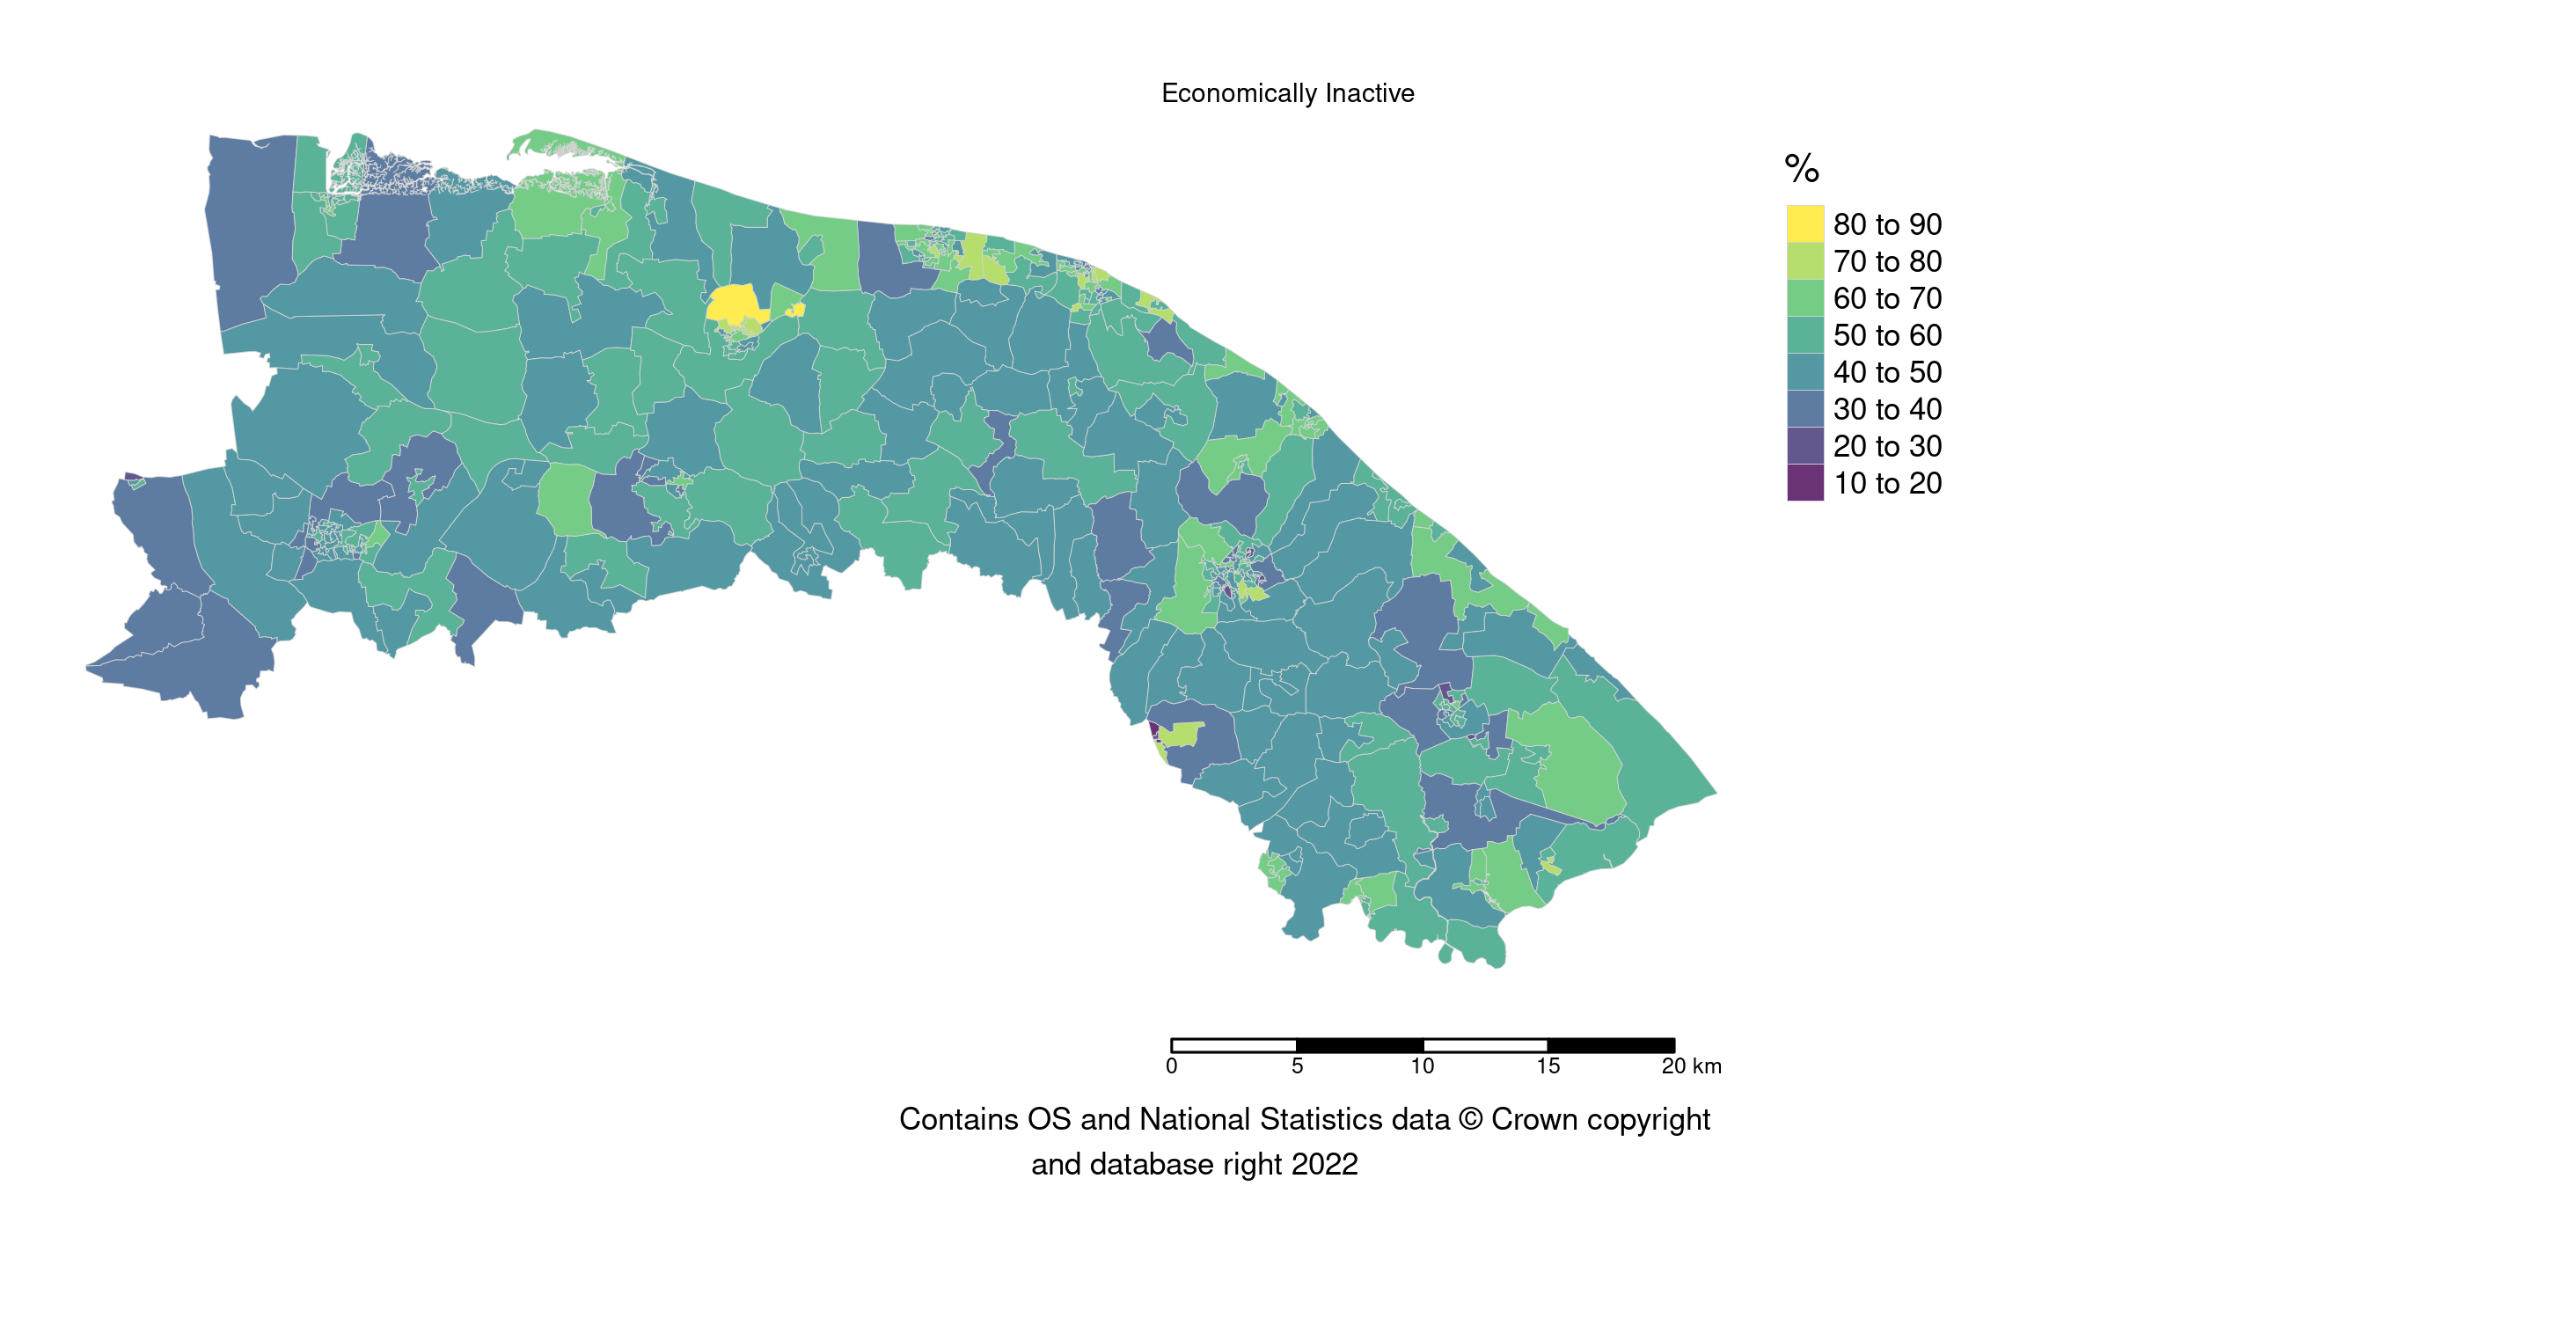 Economically Inactive
%
80 to 90
70 to 80
60 to 70
50 to 60
40 to 50
30 to 40
20 to 30
10 to 20
0 5 10 15 20 km
Contains OS and National Statistics data © Crown copyright
and database right 2022